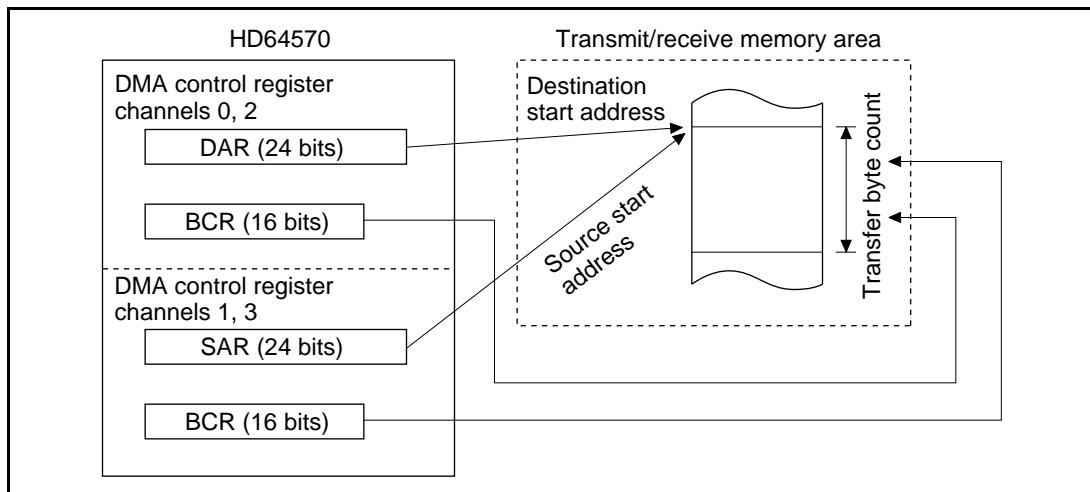 HD64570
DMA control register
channels 0, 2
DAR (24 bits)
BCR (16 bits)
DMA control register
channels 1, 3
SAR (24 bits)
BCR (16 bits)
Transmit/receive memory area
Destination
start address
Source start
address
Transfer byte count